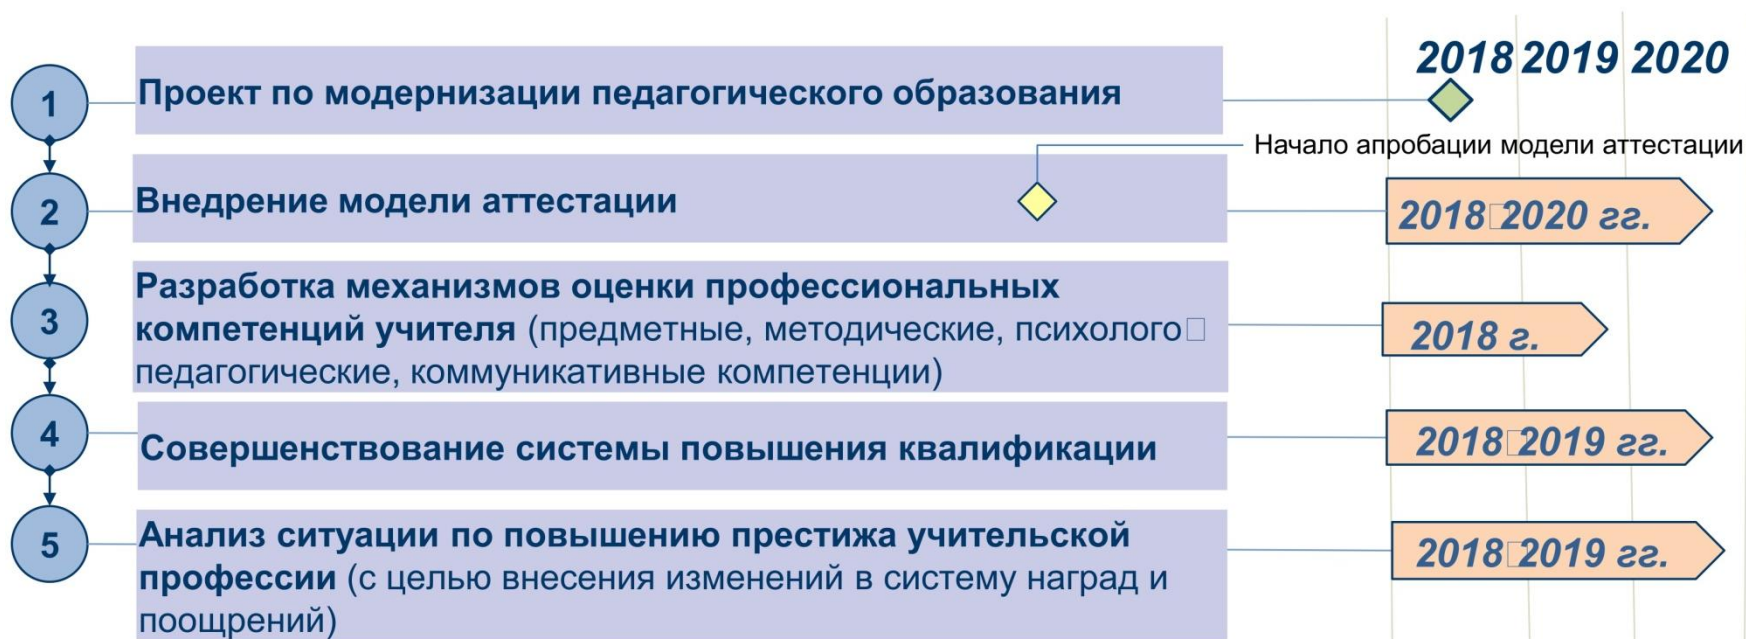 2018 2019 2020
1
Проект по модернизации педагогического образования
Начало апробации модели аттестации
2
Внедрение модели аттестации
2018□2020 гг.
3
Разработка механизмов оценки профессиональных
компетенций учителя (предметные, методические, психолого□
педагогические, коммуникативные компетенции)
2018 г.
4
Совершенствование системы повышения квалификации
2018□2019 гг.
5
Анализ ситуации по повышению престижа учительской
профессии (с целью внесения изменений в систему наград и
поощрений)
2018□2019 гг.